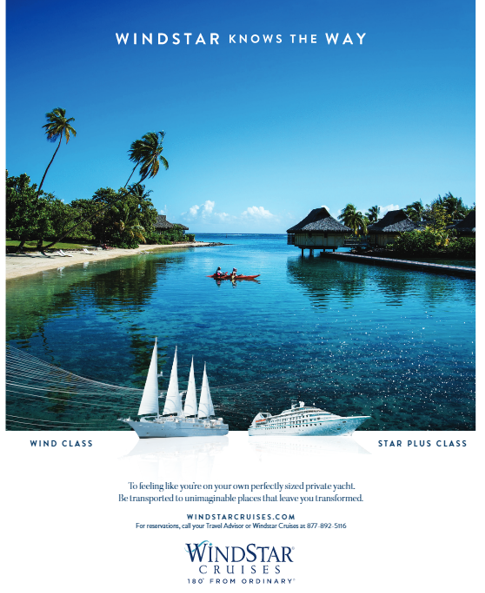 WINDSTAR KNOWS THE WAY
WIND CLASS
STAR PLUS CLASS
To feeling like you're on your own perfectly sized private yacht.
Be transported to unimaginable places that leave you transformed.
WINDSTARCRUISES.COM
For reservations, call your Travel Advisor or Windstar Cruises at 877-892-5116
WINDSTAR®
CRUISES
180° FROM ORDINARY®